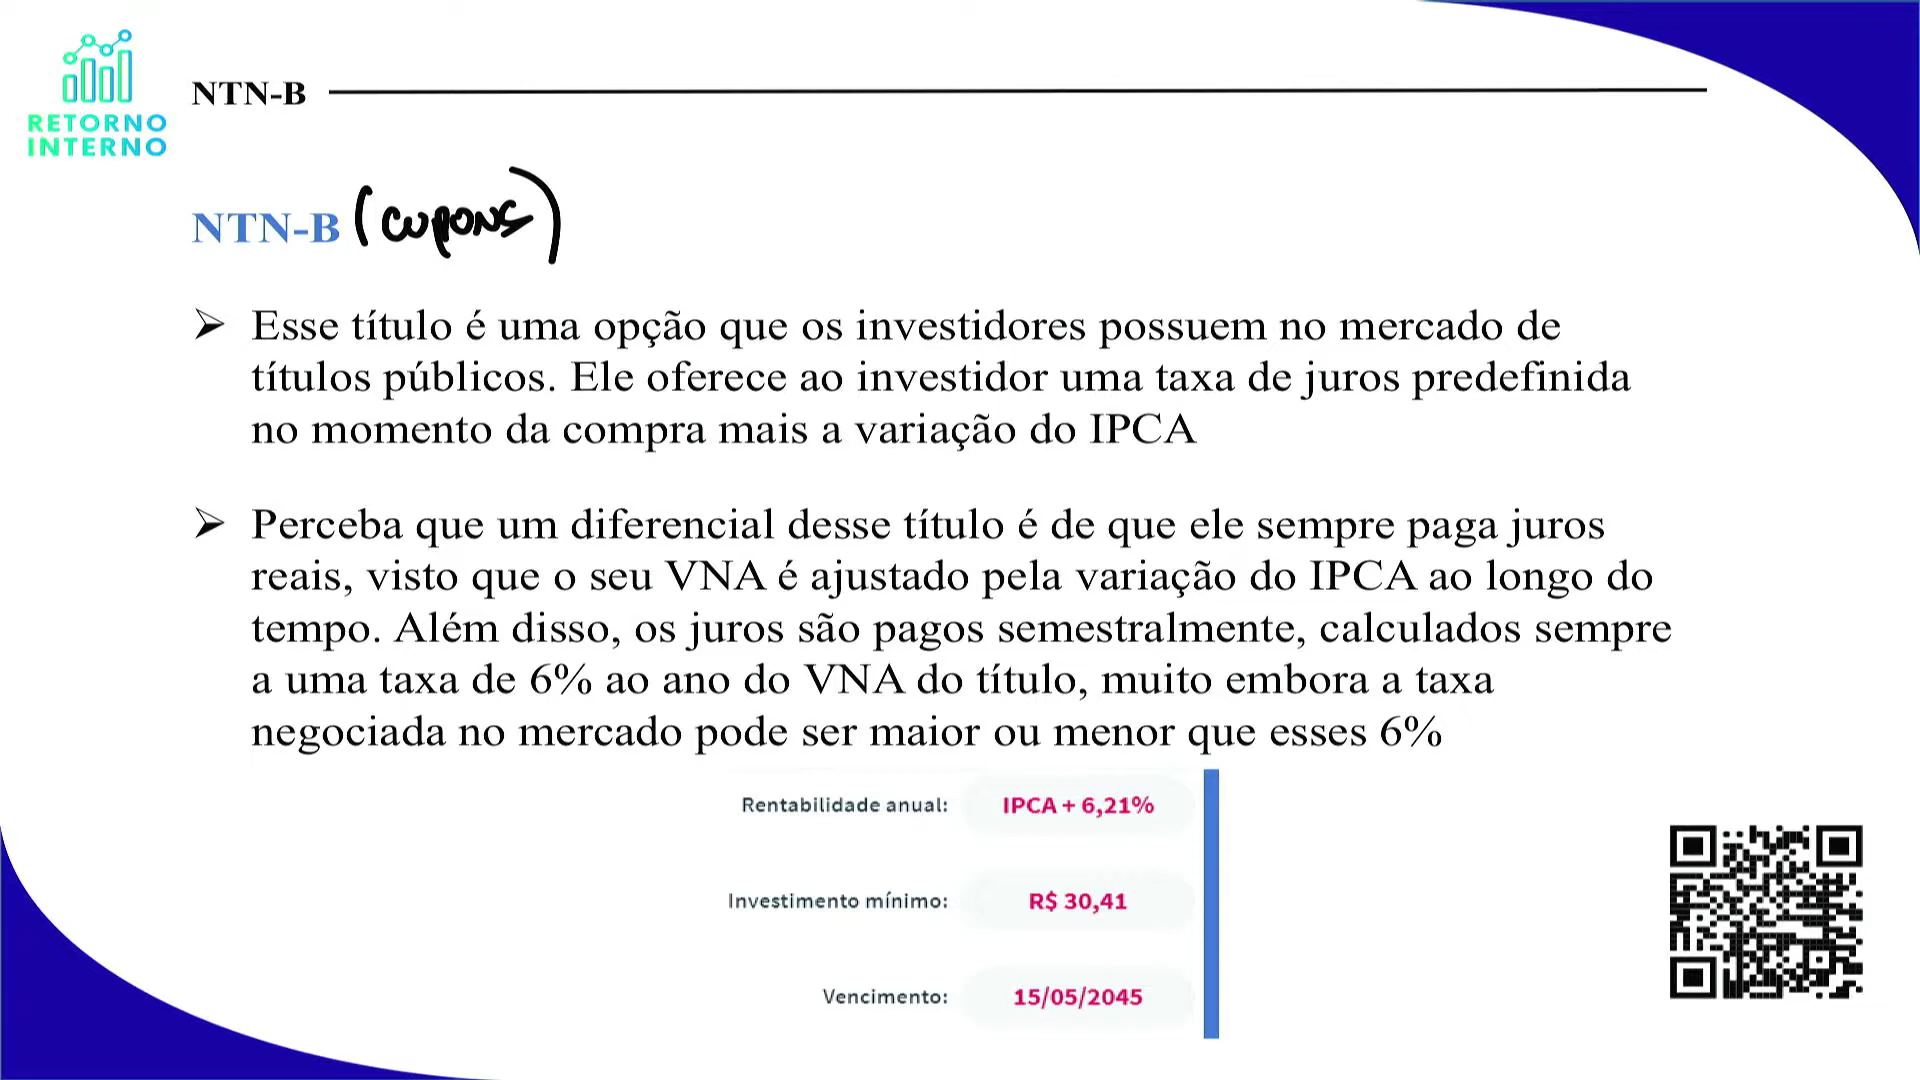 RETORNO
INTERNO
NTN-B
NTN-B (cupons)
➢ Esse título é uma opção que os investidores possuem no mercado de
títulos públicos. Ele oferece ao investidor uma taxa de juros predefinida
no momento da compra mais a variação do IPCA
➢ Perceba que um diferencial desse título é de que ele sempre paga juros
reais, visto que o seu VNA é ajustado pela variação do IPCA ao longo do
tempo. Além disso, os juros são pagos semestralmente, calculados sempre
a uma taxa de 6% ao ano do VNA do título, muito embora a taxa
negociada no mercado pode ser maior ou menor que esses 6%
Rentabilidade anual: IPCA + 6,21%
Investimento mínimo: R$ 30,41
Vencimento: 15/05/2045